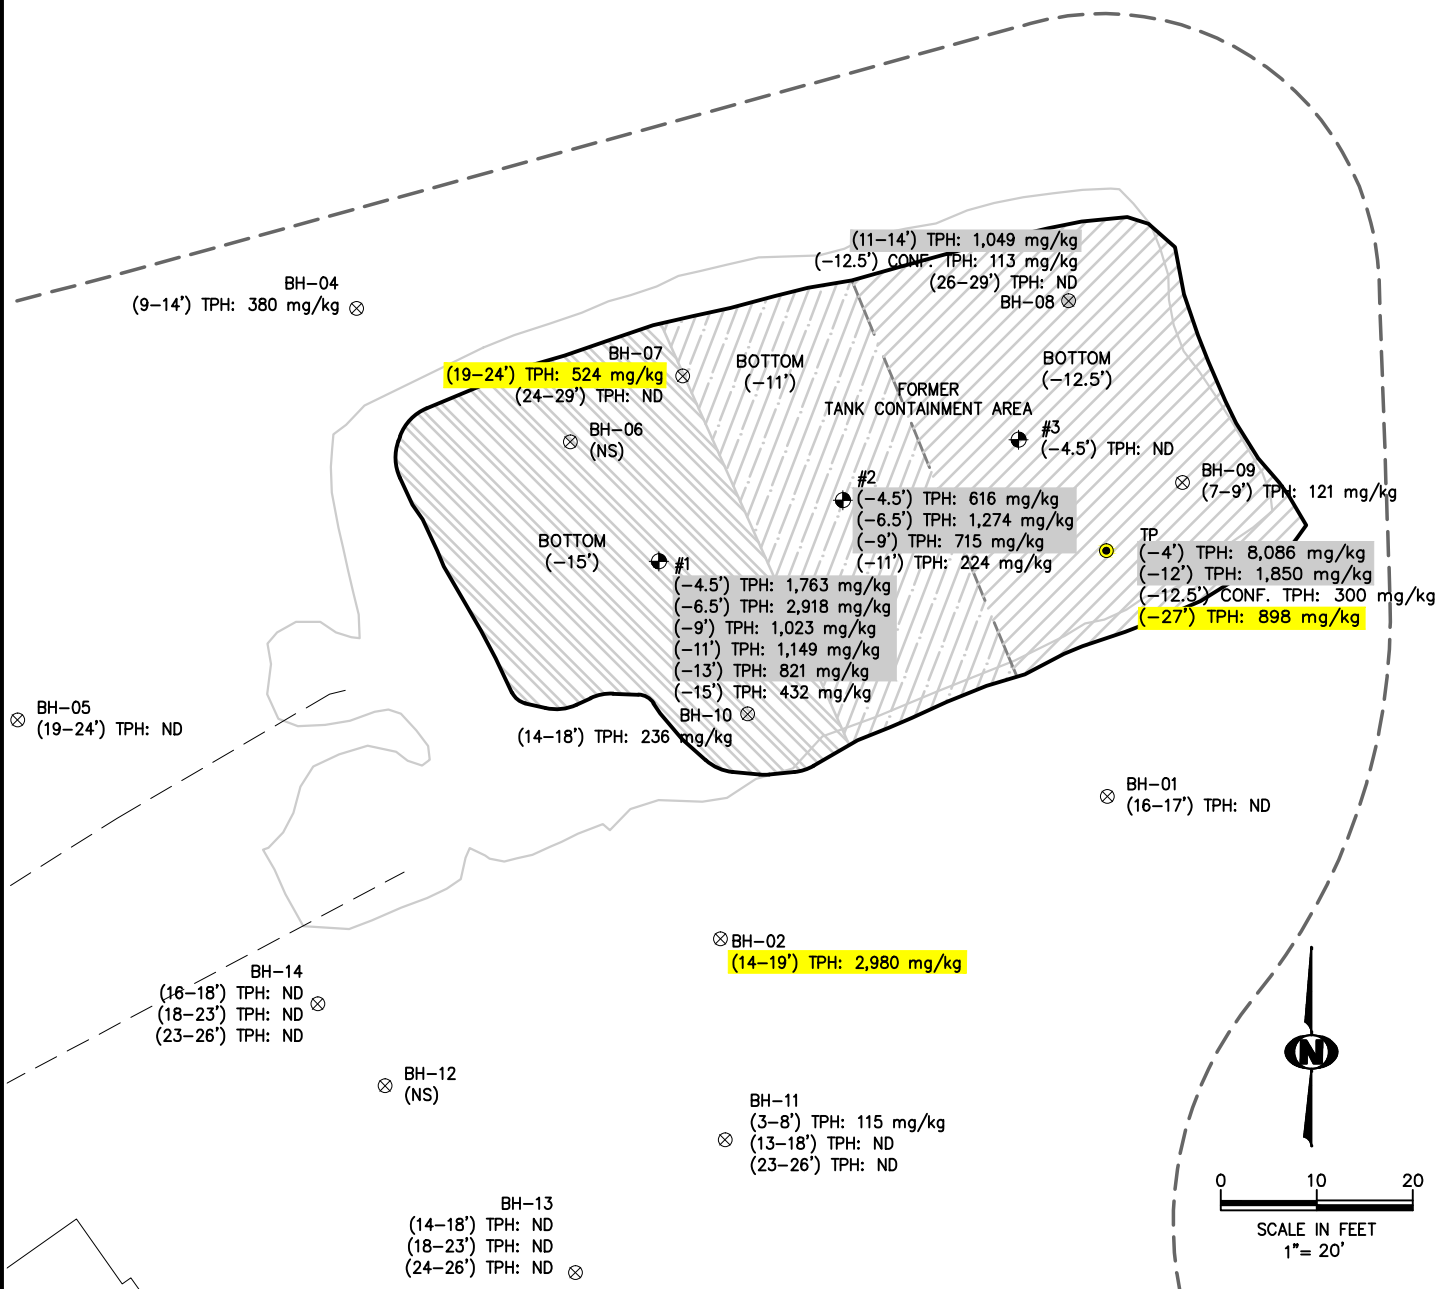 (11-14') TPH: 1,049 mg/kg
(-12.5') CONF. TPH: 113 mg/kg
(26-29') TPH: ND
BH-08
BH-04
(9-14') TPH: 380 mg/kg
BH-07
(19-24') TPH: 524 mg/kg
(24-29') TPH: ND
BOTTOM
(-11')
BOTTOM
(-12.5')
FORMER
TANK CONTAINMENT AREA
BH-06
(NS)
#3
(-4.5') TPH: ND
BH-09
(7-9') TPH: 121 mg/kg
#2
(-4.5') TPH: 616 mg/kg
(-6.5') TPH: 1,274 mg/kg
(-9') TPH: 715 mg/kg
(-11') TPH: 224 mg/kg
TP
(-4') TPH: 8,086 mg/kg
(-12') TPH: 1,850 mg/kg
(-12.5') CONF. TPH: 300 mg/kg
(-27') TPH: 898 mg/kg
BOTTOM
(-15')
#1
(-4.5') TPH: 1,763 mg/kg
(-6.5') TPH: 2,918 mg/kg
(-9') TPH: 1,023 mg/kg
(-11') TPH: 1,149 mg/kg
(-13') TPH: 821 mg/kg
(-15') TPH: 432 mg/kg
BH-10
(14-18') TPH: 236 mg/kg
BH-05
(19-24') TPH: ND
BH-01
(16-17') TPH: ND
BH-02
(14-19') TPH: 2,980 mg/kg
BH-14
(16-18') TPH: ND
(18-23') TPH: ND
(23-26') TPH: ND
BH-12
(NS)
BH-11
(3-8') TPH: 115 mg/kg
(13-18') TPH: ND
(23-26') TPH: ND
BH-13
(14-18') TPH: ND
(18-23') TPH: ND
(24-26') TPH: ND
N
0 10 20
SCALE IN FEET
1"= 20'